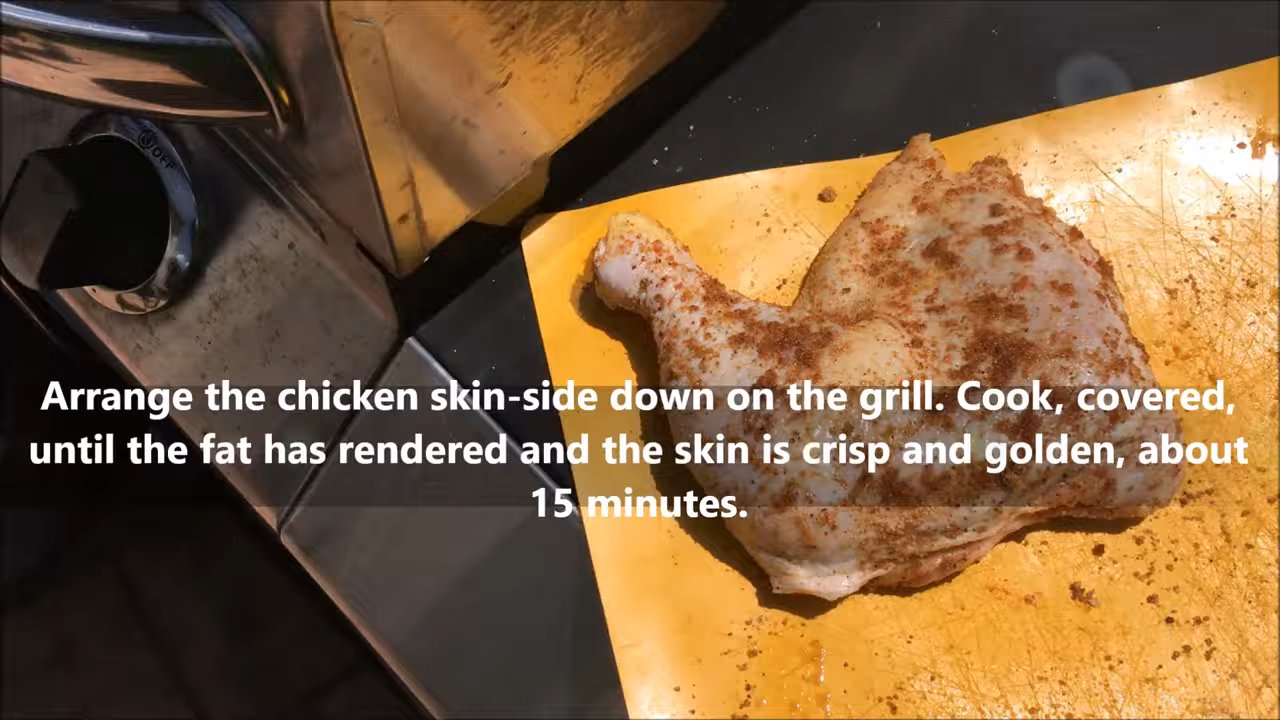 OFF
Arrange the chicken skin-side down on the grill. Cook, covered,
until the fat has rendered and the skin is crisp and golden, about
15 minutes.